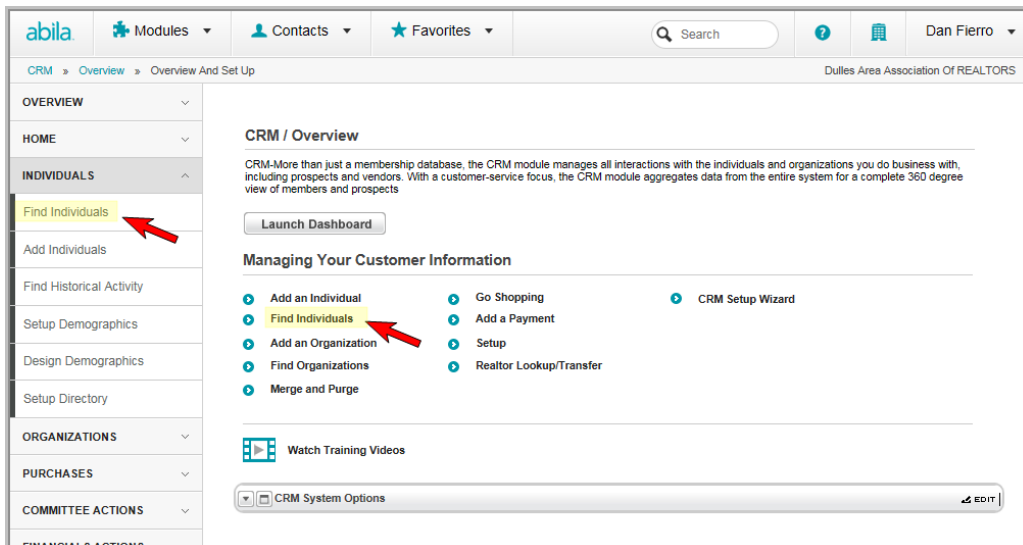 abila Modules Contacts Favorites Search ? Dan Fierro
CRM » Overview » Overview And Set Up Dulles Area Association Of REALTORS
OVERVIEW
HOME
INDIVIDUALS
Find Individuals
Add Individuals
Find Historical Activity
Setup Demographics
Design Demographics
Setup Directory
ORGANIZATIONS
PURCHASES
COMMITTEE ACTIONS
FINANCIALS ACTIONS
CRM / Overview
CRM-More than just a membership database, the CRM module manages all interactions with the individuals and organizations you do business with,
including prospects and vendors. With a customer-service focus, the CRM module aggregates data from the entire system for a complete 360 degree
view of members and prospects
Launch Dashboard
Managing Your Customer Information
Add an Individual
Find Individuals
Add an Organization
Find Organizations
Merge and Purge
Go Shopping
Add a Payment
Setup
Realtor Lookup/Transfer
CRM Setup Wizard
Watch Training Videos
CRM System Options EDIT